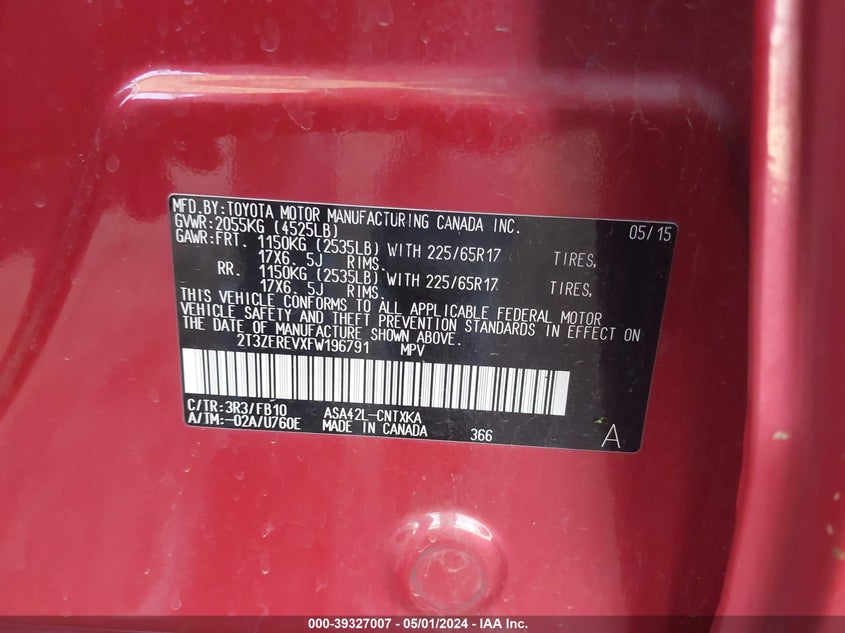 MFD.BY:TOYOTA MOTOR MANUFACTURING CANADA INC. 05/15
GVWR:2055KG (4525LB)
GAWR:FRT. 1150KG (2535LB) WITH 225/65R17 TIRES,
17X6. 5J RIMS.
RR. 1150KG (2535LB) WITH 225/65R17 TIRES,
17X6. 5J RIMS.
THIS VEHICLE CONFORMS TO ALL APPLICABLE FEDERAL MOTOR
VEHICLE SAFETY AND THEFT PREVENTION STANDARDS IN EFFECT ON
THE DATE OF MANUFACTURE SHOWN ABOVE.
2T3ZFREVXFW196791 MPV
C/TR:3R3/FB10 ASA42L-CNTXKA
A/TM:-02A/U760E MADE IN CANADA 366 A
000-39327007 - 05/01/2024 - IAA Inc.